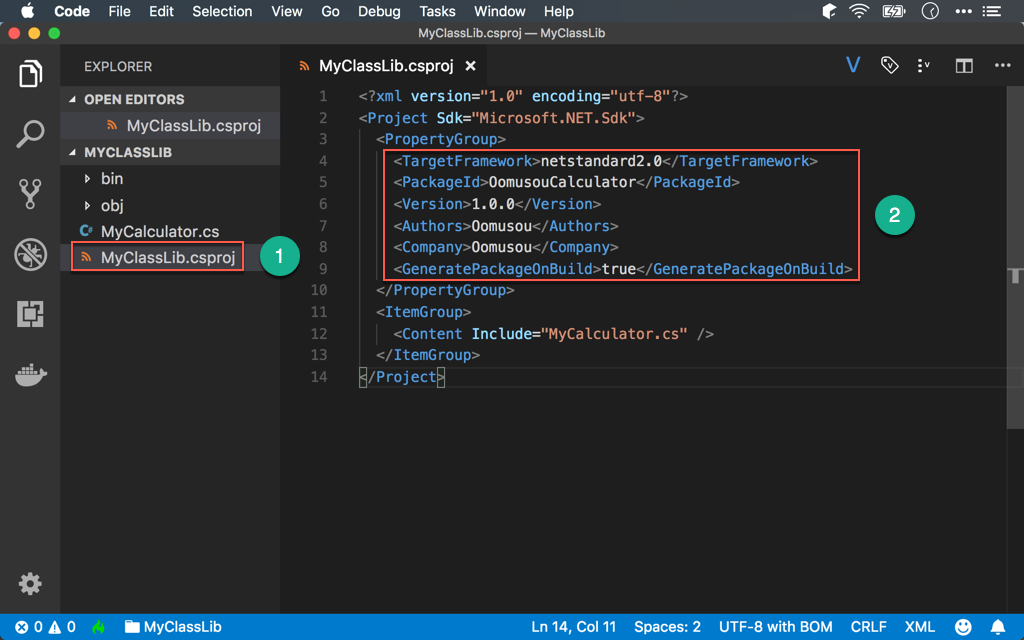 Code File Edit Selection View Go Debug Tasks Window Help
MyClassLib.csproj — MyClassLib
EXPLORER
OPEN EDITORS
MyClassLib.csproj
MYCLASSLIB
bin
obj
C# MyCalculator.cs
MyClassLib.csproj
1
MyClassLib.csproj ×
1 <?xml version="1.0" encoding="utf-8"?>
2 <Project Sdk="Microsoft.NET.Sdk">
3 <PropertyGroup>
4 <TargetFramework>netstandard2.0</TargetFramework>
5 <PackageId>OomusouCalculator</PackageId>
6 <Version>1.0.0</Version>
7 <Authors>Oomusou</Authors>
8 <Company>Oomusou</Company>
9 <GeneratePackageOnBuild>true</GeneratePackageOnBuild>
10 </PropertyGroup>
11 <ItemGroup>
12 <Content Include="MyCalculator.cs" />
13 </ItemGroup>
14 </Project>
2
0 0 MyClassLib Ln 14, Col 11 Spaces: 2 UTF-8 with BOM CRLF XML